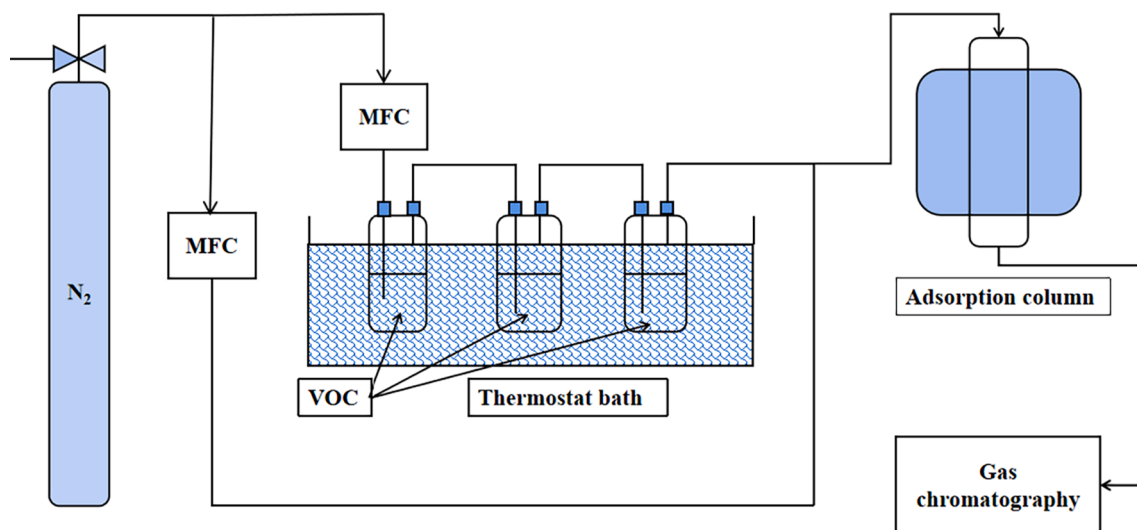 MFC
MFC
N₂
Adsorption column
VOC
Thermostat bath
Gas
chromatography